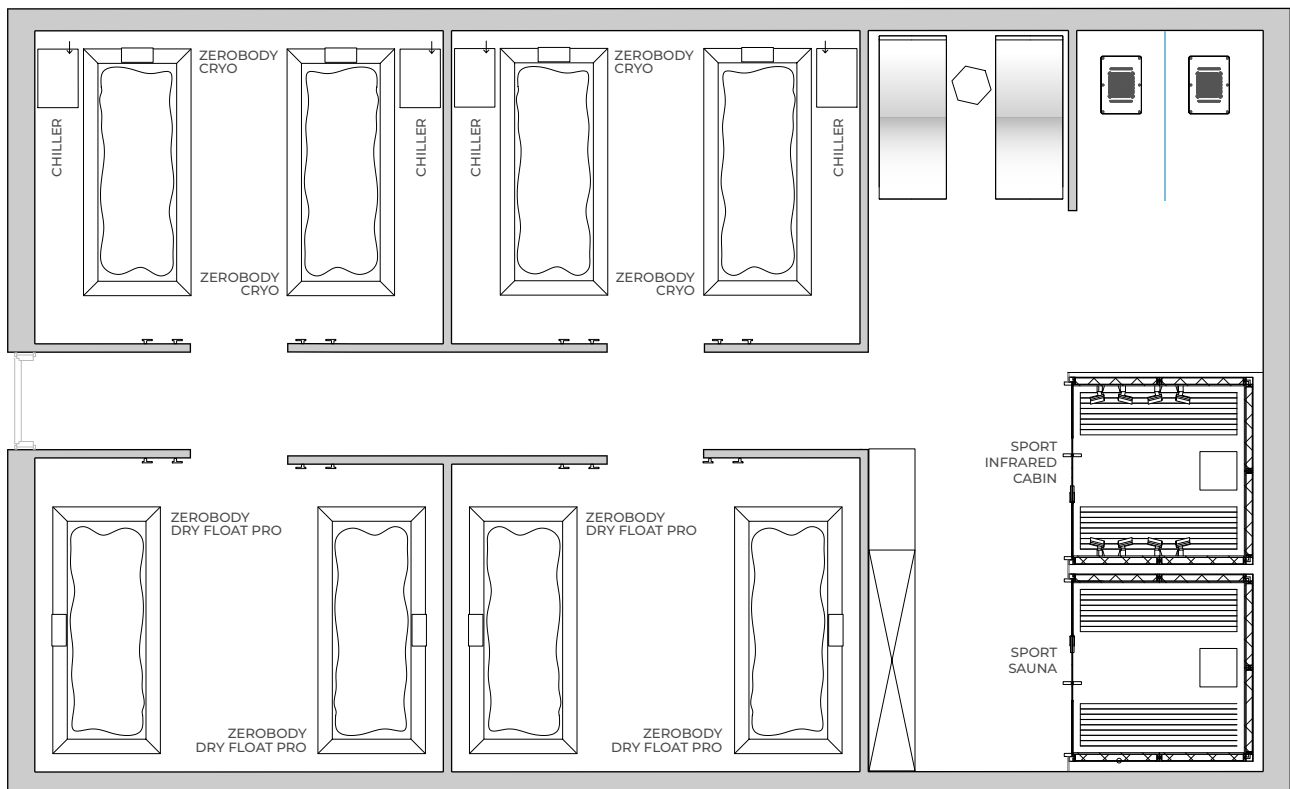 ZEROBODY
CRYO
ZEROBODY
CRYO
CHILLER
CHILLER
CHILLER
CHILLER
ZEROBODY
CRYO
ZEROBODY
CRYO
SPORT
INFRARED
CABIN
ZEROBODY
DRY FLOAT PRO
ZEROBODY
DRY FLOAT PRO
SPORT
SAUNA
ZEROBODY
DRY FLOAT PRO
ZEROBODY
DRY FLOAT PRO